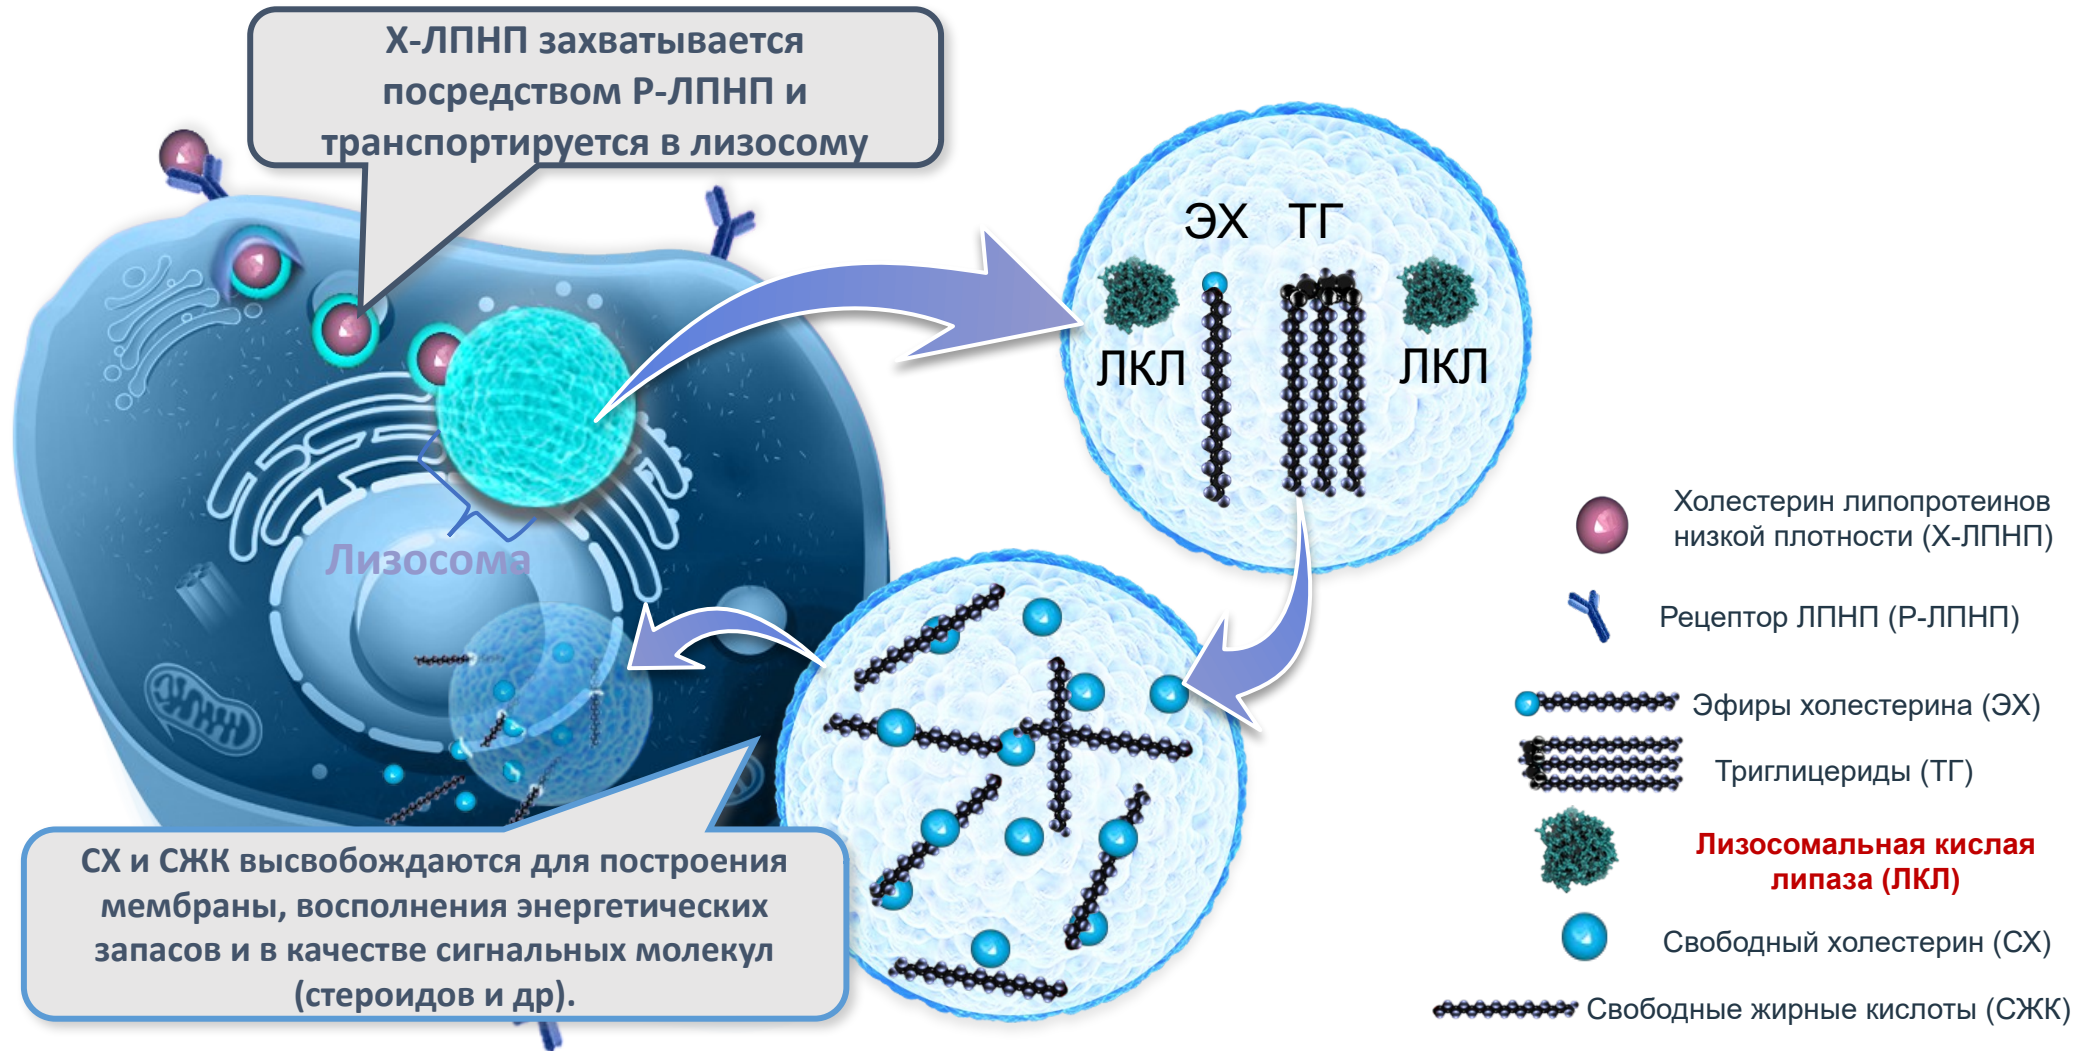 Х-ЛПНП захватывается
посредством Р-ЛПНП и
транспортируется в лизосому
ЭХ ТГ
ЛКЛ
ЛКЛ
Лизосома
Холестерин липопротеинов
низкой плотности (Х-ЛПНП)
Рецептор ЛПНП (Р-ЛПНП)
Эфиры холестерина (ЭХ)
Триглицериды (ТГ)
Лизосомальная кислая
липаза (ЛКЛ)
Свободный холестерин (СХ)
Свободные жирные кислоты (СЖК)
СХ и СЖК высвобождаются для построения
мембраны, восполнения энергетических
запасов и в качестве сигнальных молекул
(стероидов и др).